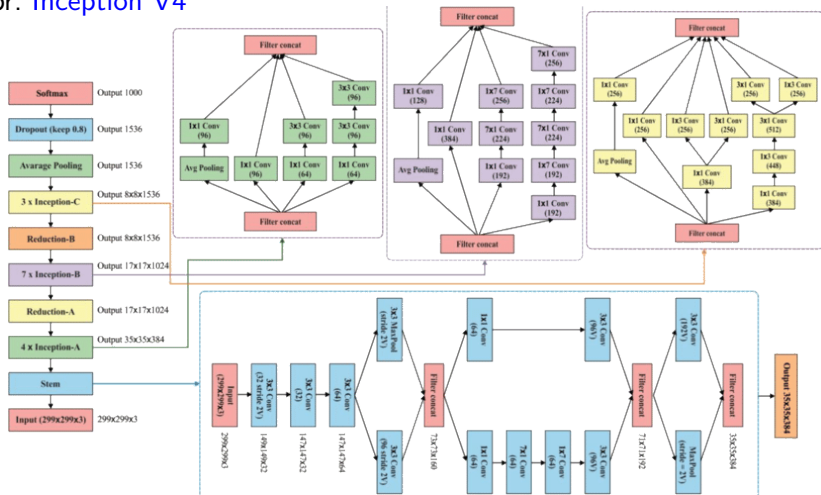 or: Inception V4
Softmax
Output 1000
Dropout (keep 0.8)
Output 1536
Avarage Pooling
Output 1536
3 x Inception-C
Output 8x8x1536
Reduction-B
Output 8x8x1536
7 x Inception-B
Output 17x17x1024
Reduction-A
Output 17x17x1024
4 x Inception-A
Output 35x35x384
Stem
Input (299x299x3)
299x299x3
Filter concat
3x3 Conv
(96)
1x1 Conv
(96)
3x3 Conv
(96)
3x3 Conv
(96)
Avg Pooling
1x1 Conv
(96)
1x1 Conv
(64)
1x1 Conv
(64)
Filter concat
Filter concat
7x1 Conv
(256)
1x1 Conv
(128)
1x7 Conv
(256)
1x7 Conv
(224)
1x1 Conv
(384)
7x1 Conv
(224)
7x1 Conv
(224)
Avg Pooling
1x1 Conv
(192)
1x7 Conv
(192)
1x1 Conv
(192)
Filter concat
Filter concat
1x1 Conv
(256)
3x1 Conv
(256)
1x3 Conv
(256)
1x1 Conv
(256)
1x3 Conv
(256)
3x1 Conv
(256)
3x1 Conv
(512)
Avg Pooling
1x3 Conv
(448)
1x1 Conv
(384)
1x1 Conv
(384)
Filter concat
Input
(299x299x3)
299x299x3
3x3 Conv
(32 stride 2V)
149x149x32
3x3 Conv
(32)
147x147x32
3x3 Conv
(64)
147x147x64
3x3 MaxPool
(stride 2V)
3x3 Conv
(96 stride 2V)
Filter concat
73x73x160
1x1 Conv
(64)
3x3 Conv
(96V)
1x1 Conv
(64)
7x1 Conv
(64)
1x7 Conv
(64)
3x3 Conv
(96V)
Filter concat
71x71x192
3x3 Conv
(192V)
MaxPool
(stride = 2V)
Filter concat
35x35x384
Output 35x35x384